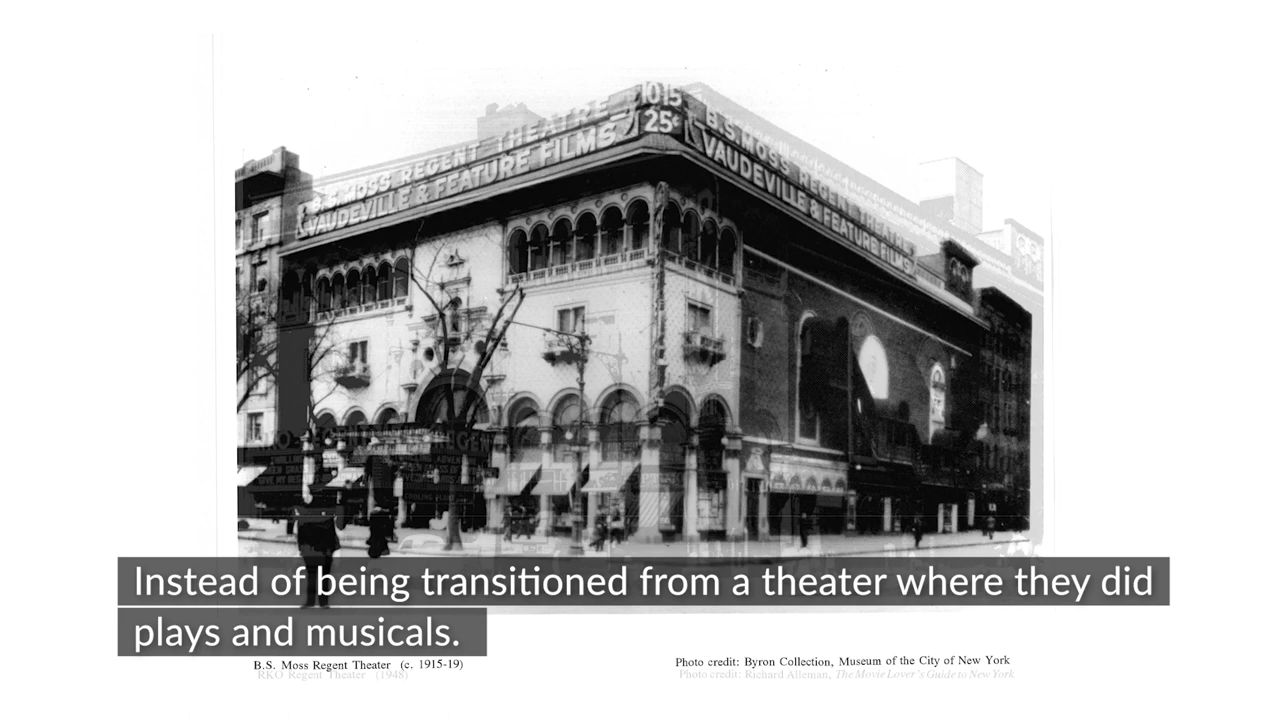 1015
25¢
B.S. MOSS REGENT THEATRE
VAUDEVILLE & FEATURE FILMS
B.S. MOSS REGENT THEATRE
VAUDEVILLE & FEATURE FILMS
COOLING PLANT
Instead of being transitioned from a theater where they did
plays and musicals.
B.S. Moss Regent Theater (c. 1915-19)
Photo credit: Byron Collection, Museum of the City of New York
RKO Regent Theater (1948)
Photo credit: Richard Alleman, The Movie Lover's Guide to New York